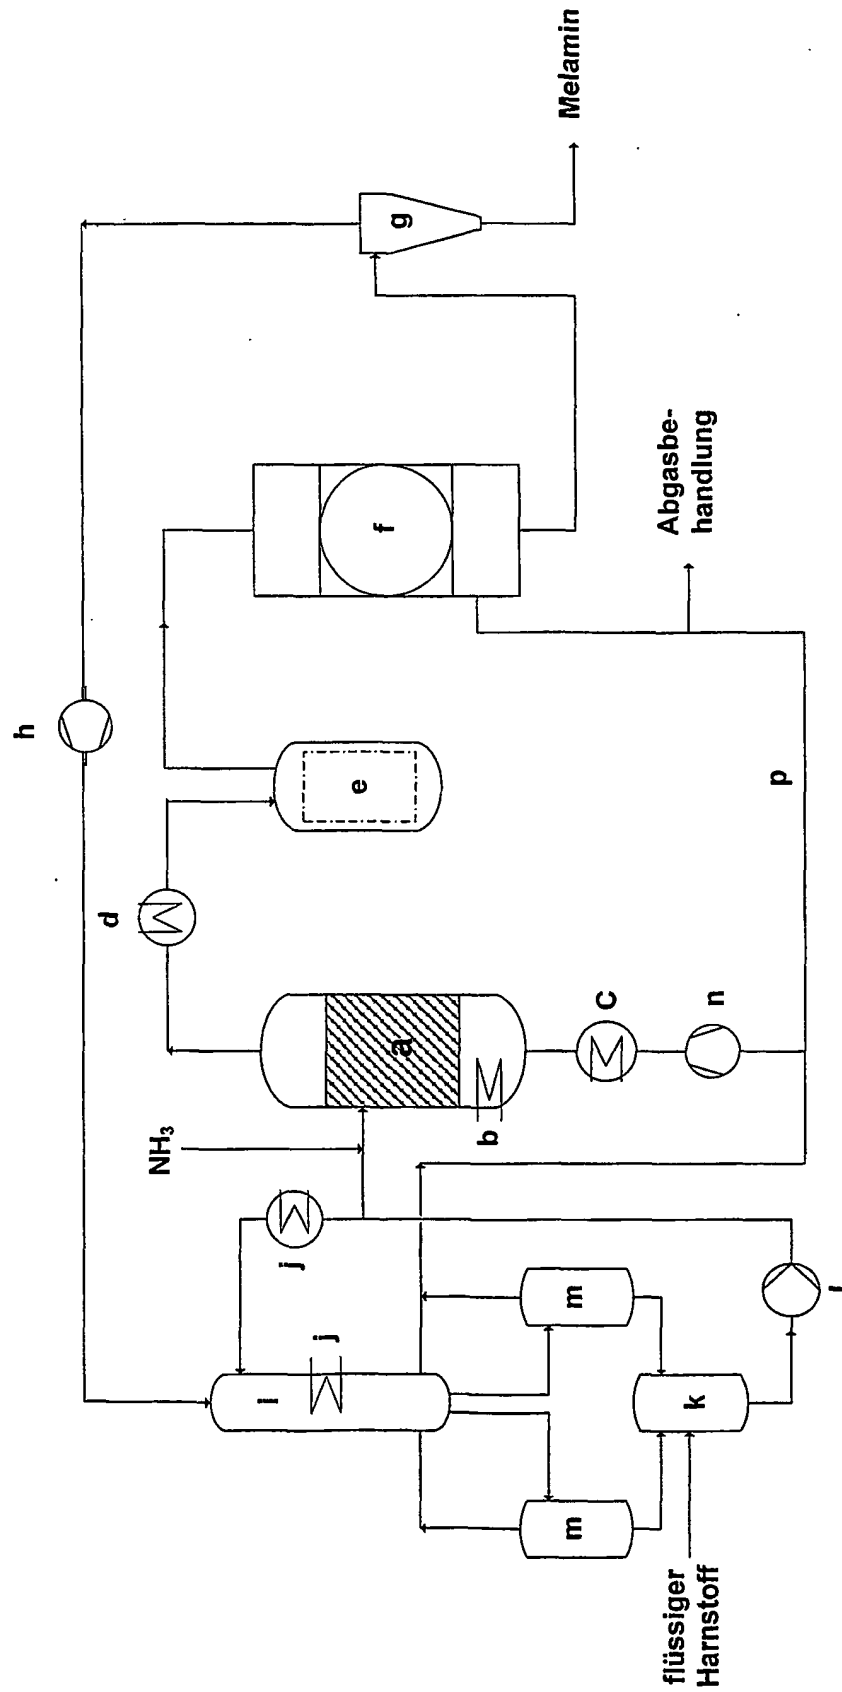 h
d
NH₃
j
j
l
e
f
g
Melamin
a
b
C
m
m
k
n
p
Abgasbe-
handlung
flüssiger
Harnstoff